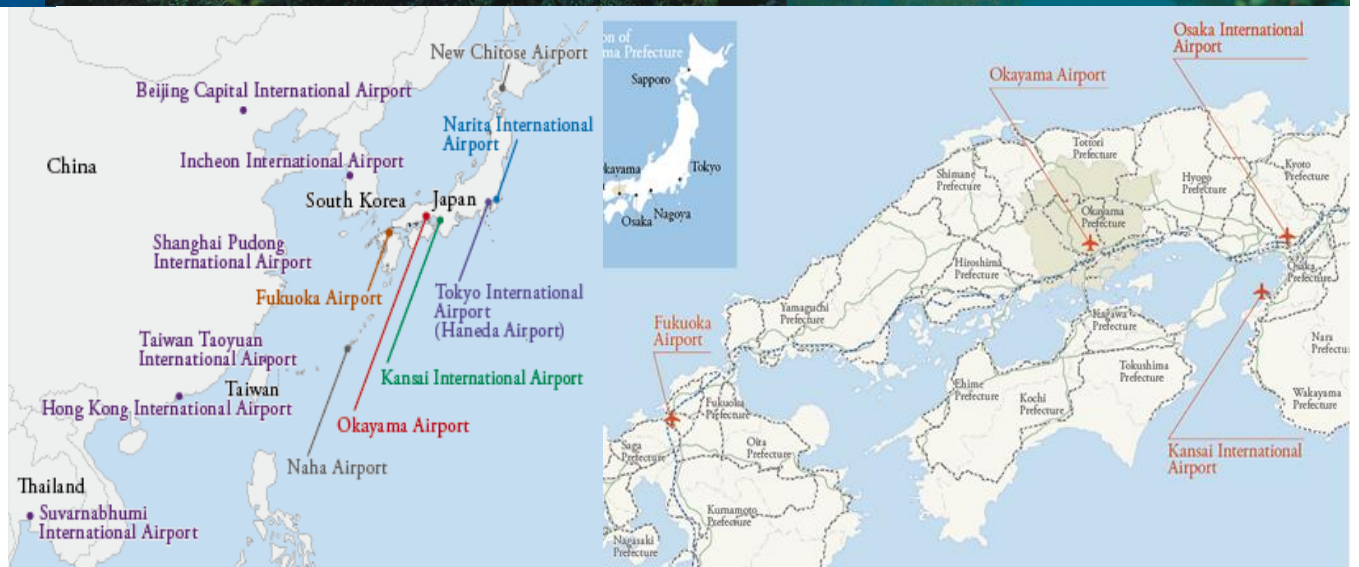 New Chitose Airport
Beijing Capital International Airport
Narita International
Airport
China
Incheon International Airport
South Korea
Japan
Shanghai Pudong
International Airport
Fukuoka Airport
Tokyo International
Airport
(Haneda Airport)
Taiwan Taoyuan
International Airport
Taiwan
Kansai International Airport
Hong Kong International Airport
Okayama Airport
Naha Airport
Thailand
Suvarnabhumi
International Airport
on of
ma Prefecture
Sapporo
kayama
Tokyo
Osaka
Nagoya
Osaka International
Airport
Okayama Airport
Tottori
Prefecture
Shimane
Prefecture
Hyogo
Prefecture
Kyoto
Prefecture
Okayama
Prefecture
Hiroshima
Prefecture
Osaka
Prefecture
Yamaguchi
Prefecture
Kagawa
Prefecture
Fukuoka
Airport
Nara
Prefectu
Tokushima
Prefecture
Ehime
Prefecture
Kochi
Prefecture
Wakayama
Prefecture
Fukuoka
Prefecture
Saga
Prefecture
Oita
Prefecture
Kansai International
Airport
Kumamoto
Prefecture
Nagasaki
Prefecture